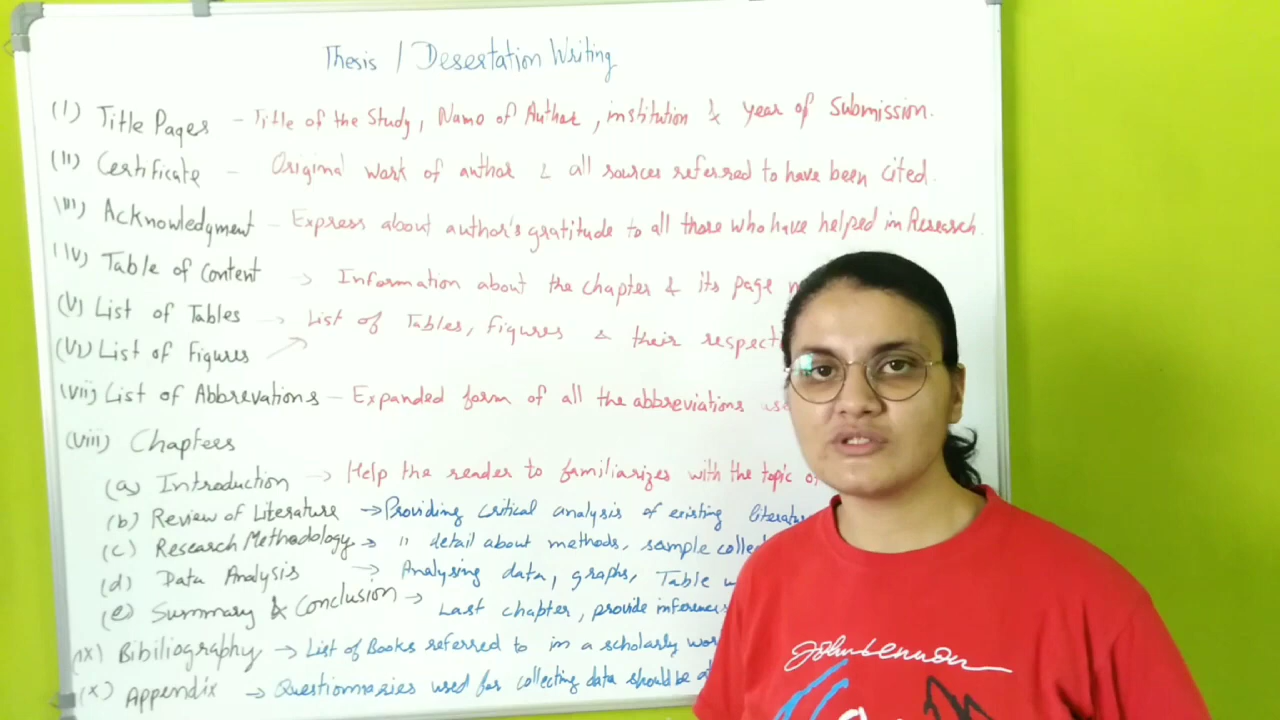 Thesis / Desertation Writing
(I) Title Pages - Title of the Study, Name of Author, institution & year of Submission.
(II) Certificate - Original work of author & all sources referred to have been cited.
(III) Acknowledgment - Express about author's gratitude to all those who have helped in Research.
(IV) Table of Content → Information about the chapter & its page
(V) List of Tables → List of Tables, Figures & their
(VI) List of Figures
(vii) List of Abbrevations - Expanded form of all the abbreviations
(viii) Chapters
(a) Introduction → Help the reader to familiarizes with the topic
(b) Review of Literature → Providing critical analysis of existing
(c) Research Methodology → " detail about methods, sample
(d) Data Analysis → Analysing data, graphs, Table
(e) Summary & Conclusion → Last chapter, provide inferences
(ix) Bibiliography → List of Books referred to in a scholarly
(x) Appendix → Questionnaries used for collecting data should be
john lennon